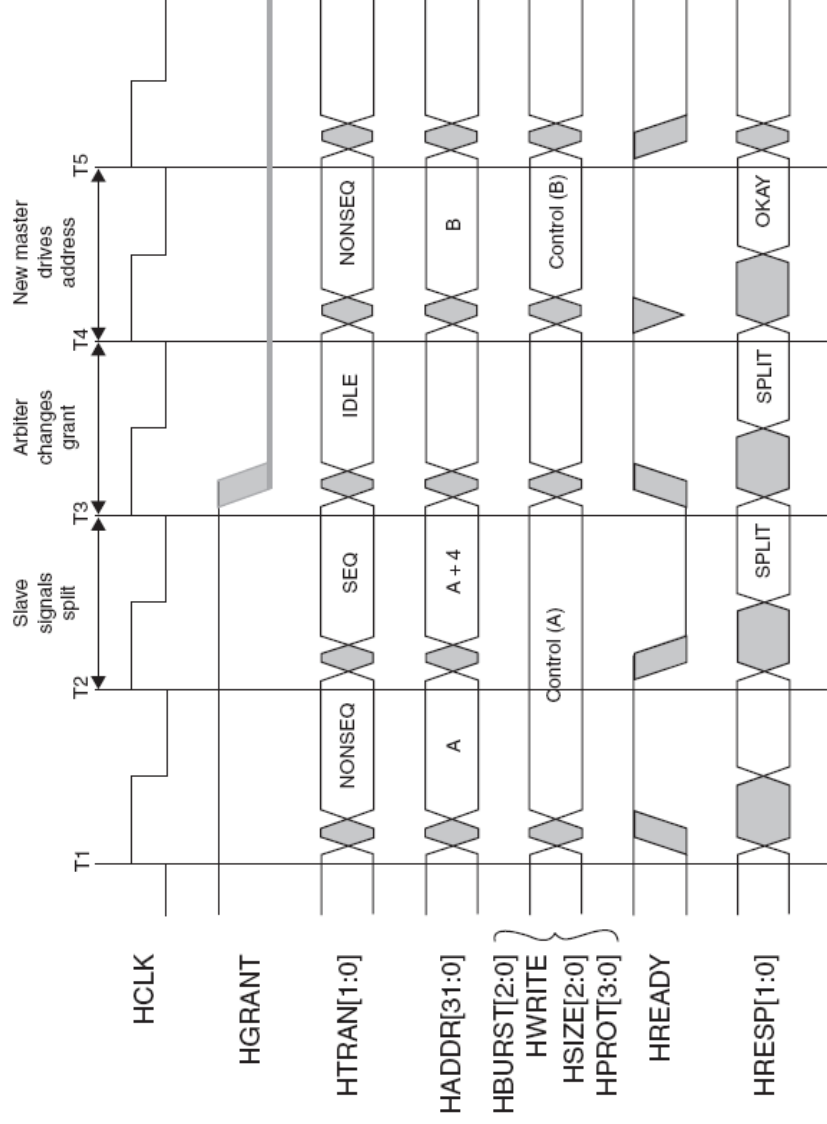 Slave
signals
split
Arbiter
changes
grant
New master
drives
address
T1
T2
T3
T4
T5
HCLK
HGRANT
HTRAN[1:0]
NONSEQ
SEQ
IDLE
NONSEQ
HADDR[31:0]
A
A + 4
B
HBURST[2:0]
HWRITE
HSIZE[2:0]
HPROT[3:0]
Control (A)
Control (B)
HREADY
HRESP[1:0]
SPLIT
SPLIT
OKAY